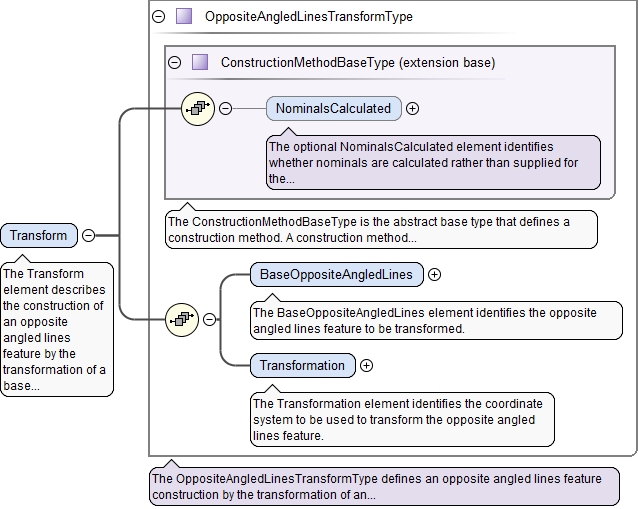 OppositeAngledLinesTransformType
ConstructionMethodBaseType (extension base)
NominalsCalculated
The optional NominalsCalculated element identifies
whether nominals are calculated rather than supplied for
the...
The ConstructionMethodBaseType is the abstract base type that defines a
construction method. A construction method...
Transform
The Transform
element describes
the construction of
an opposite
angled lines
feature by the
transformation of a
base...
BaseOppositeAngledLines
The BaseOppositeAngledLines element identifies the opposite
angled lines feature to be transformed.
Transformation
The Transformation element identifies the coordinate
system to be used to transform the opposite angled
lines feature.
The OppositeAngledLinesTransformType defines an opposite angled lines feature
construction by the transformation of an...